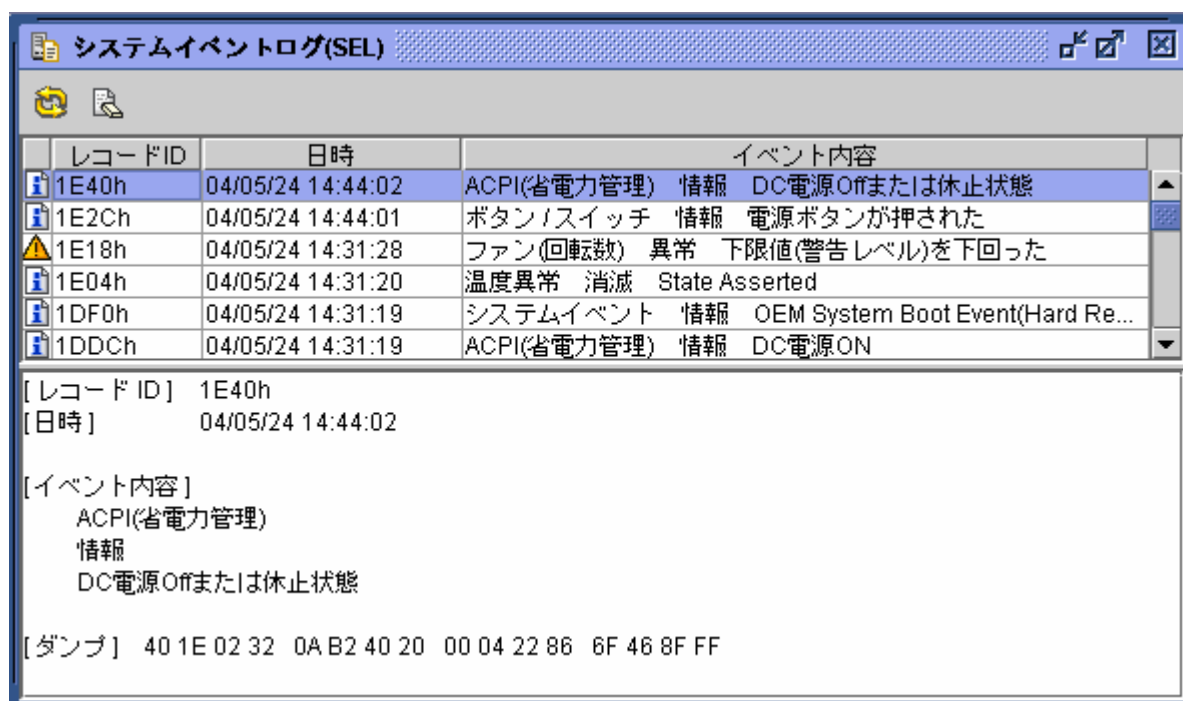 システムイベントログ(SEL)
レコードID 日時 イベント内容
1E40h 04/05/24 14:44:02 ACPI(省電力管理) 情報 DC電源Offまたは休止状態
1E2Ch 04/05/24 14:44:01 ボタン/スイッチ 情報 電源ボタンが押された
1E18h 04/05/24 14:31:28 ファン(回転数) 異常 下限値(警告レベル)を下回った
1E04h 04/05/24 14:31:20 温度異常 消滅 State Asserted
1DF0h 04/05/24 14:31:19 システムイベント 情報 OEM System Boot Event(Hard Re...
1DDCh 04/05/24 14:31:19 ACPI(省電力管理) 情報 DC電源ON
[レコードID] 1E40h
[日時] 04/05/24 14:44:02
[イベント内容]
ACPI(省電力管理)
情報
DC電源Offまたは休止状態
[ダンプ] 40 1E 02 32 0A B2 40 20 00 04 22 86 6F 46 8F FF